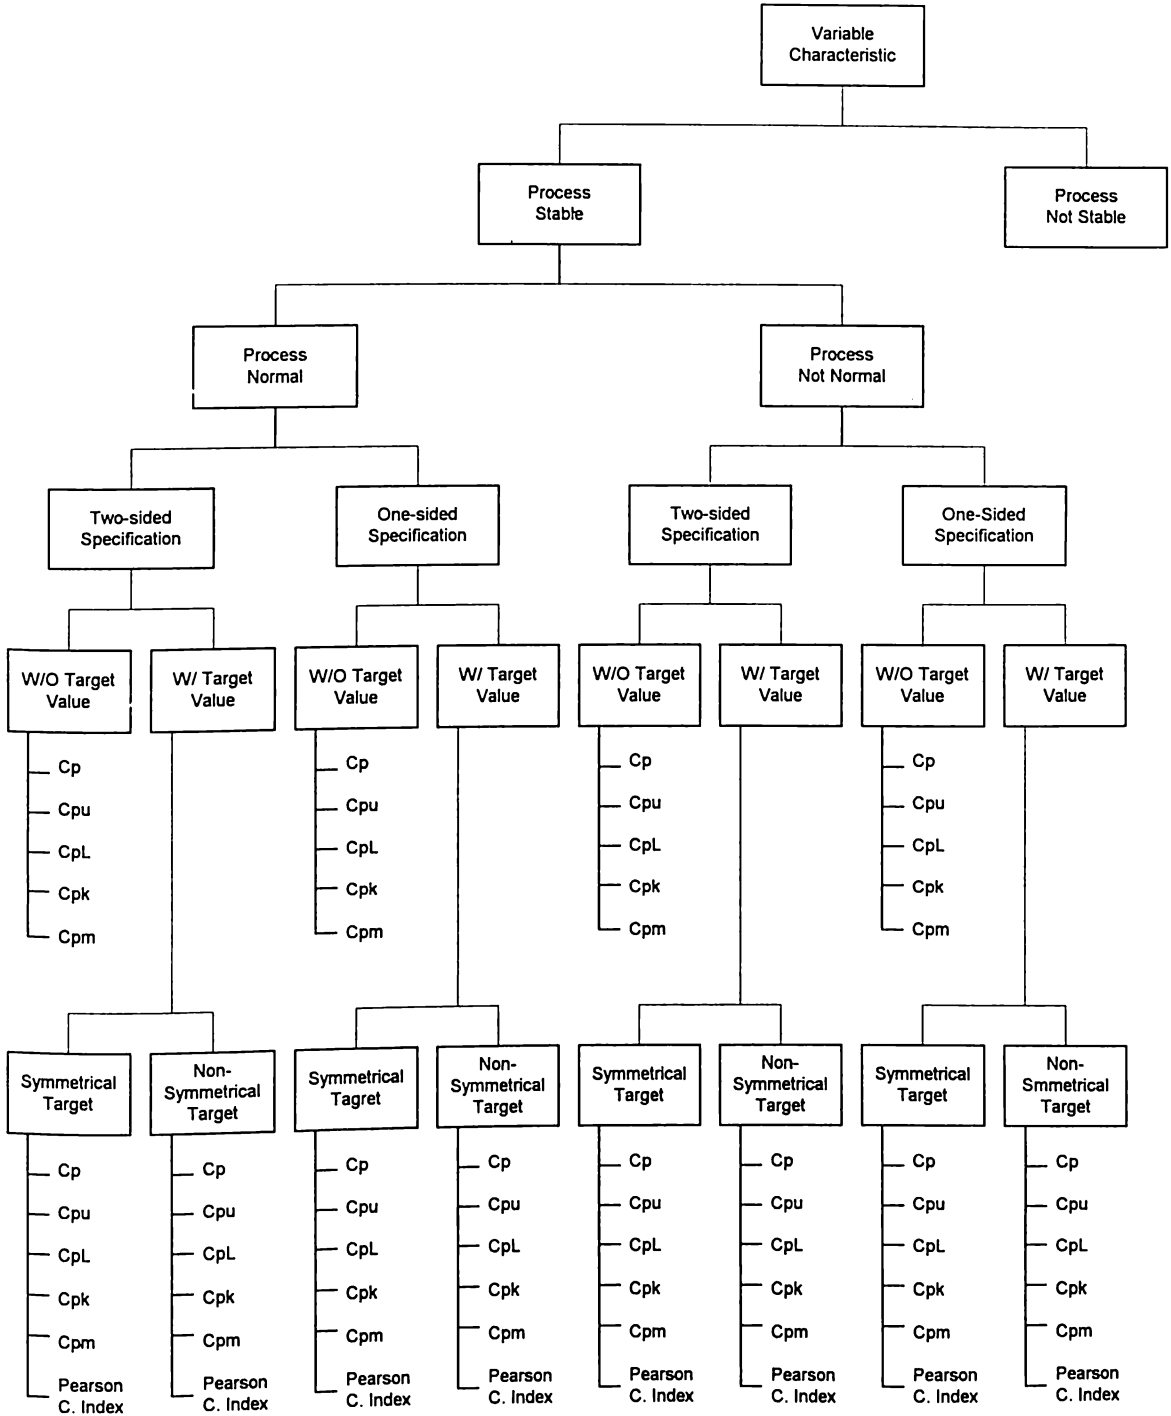 Variable
Characteristic
Process
Stable
Process
Not Stable
Process
Normal
Process
Not Normal
Two-sided
Specification
One-sided
Specification
Two-sided
Specification
One-Sided
Specification
W/O Target
Value
W/ Target
Value
W/O Target
Value
W/ Target
Value
W/O Target
Value
W/ Target
Value
W/O Target
Value
W/ Target
Value
Cp
Cpu
CpL
Cpk
Cpm
Cp
Cpu
CpL
Cpk
Cpm
Cp
Cpu
CpL
Cpk
Cpm
Cp
Cpu
CpL
Cpk
Cpm
Symmetrical
Target
Non-
Symmetrical
Target
Symmetrical
Tagret
Non-
Symmetrical
Target
Symmetrical
Target
Non-
Symmetrical
Target
Symmetrical
Target
Non-
Smmetrical
Target
Cp
Cpu
CpL
Cpk
Cpm
Pearson
C. Index
Cp
Cpu
CpL
Cpk
Cpm
Pearson
C. Index
Cp
Cpu
CpL
Cpk
Cpm
Pearson
C. Index
Cp
Cpu
CpL
Cpk
Cpm
Pearson
C. Index
Cp
Cpu
CpL
Cpk
Cpm
Pearson
C. Index
Cp
Cpu
CpL
Cpk
Cpm
Pearson
C. Index
Cp
Cpu
CpL
Cpk
Cpm
Pearson
C. Index
Cp
Cpu
CpL
Cpk
Cpm
Pearson
C. Index